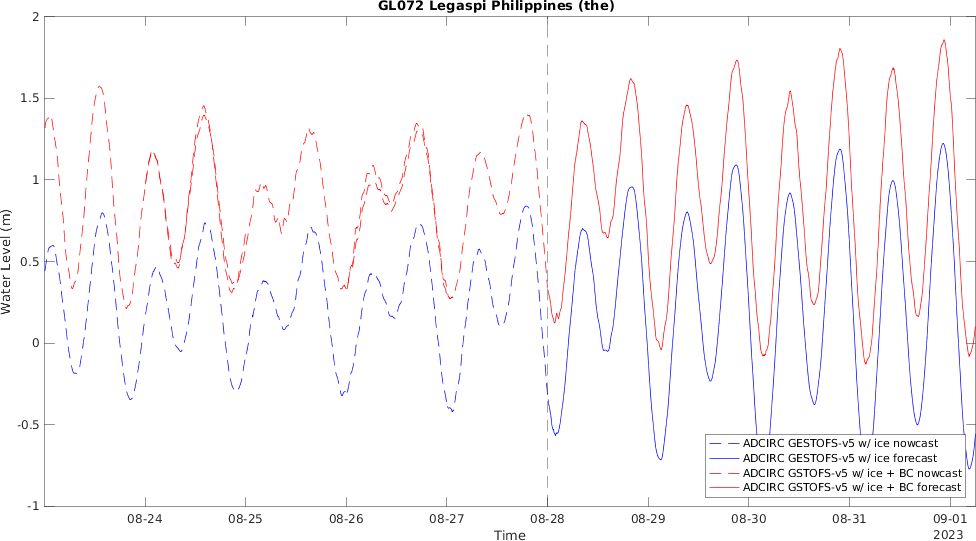 GL072 Legaspi Philippines (the)
2
1.5
1
0.5
0
-0.5
-1
Water Level (m)
08-24
08-25
08-26
08-27
08-28
08-29
08-30
08-31
09-01
2023
Time
ADCIRC GESTOFS-v5 w/ ice nowcast
ADCIRC GESTOFS-v5 w/ ice forecast
ADCIRC GSTOFS-v5 w/ ice + BC nowcast
ADCIRC GSTOFS-v5 w/ ice + BC forecast